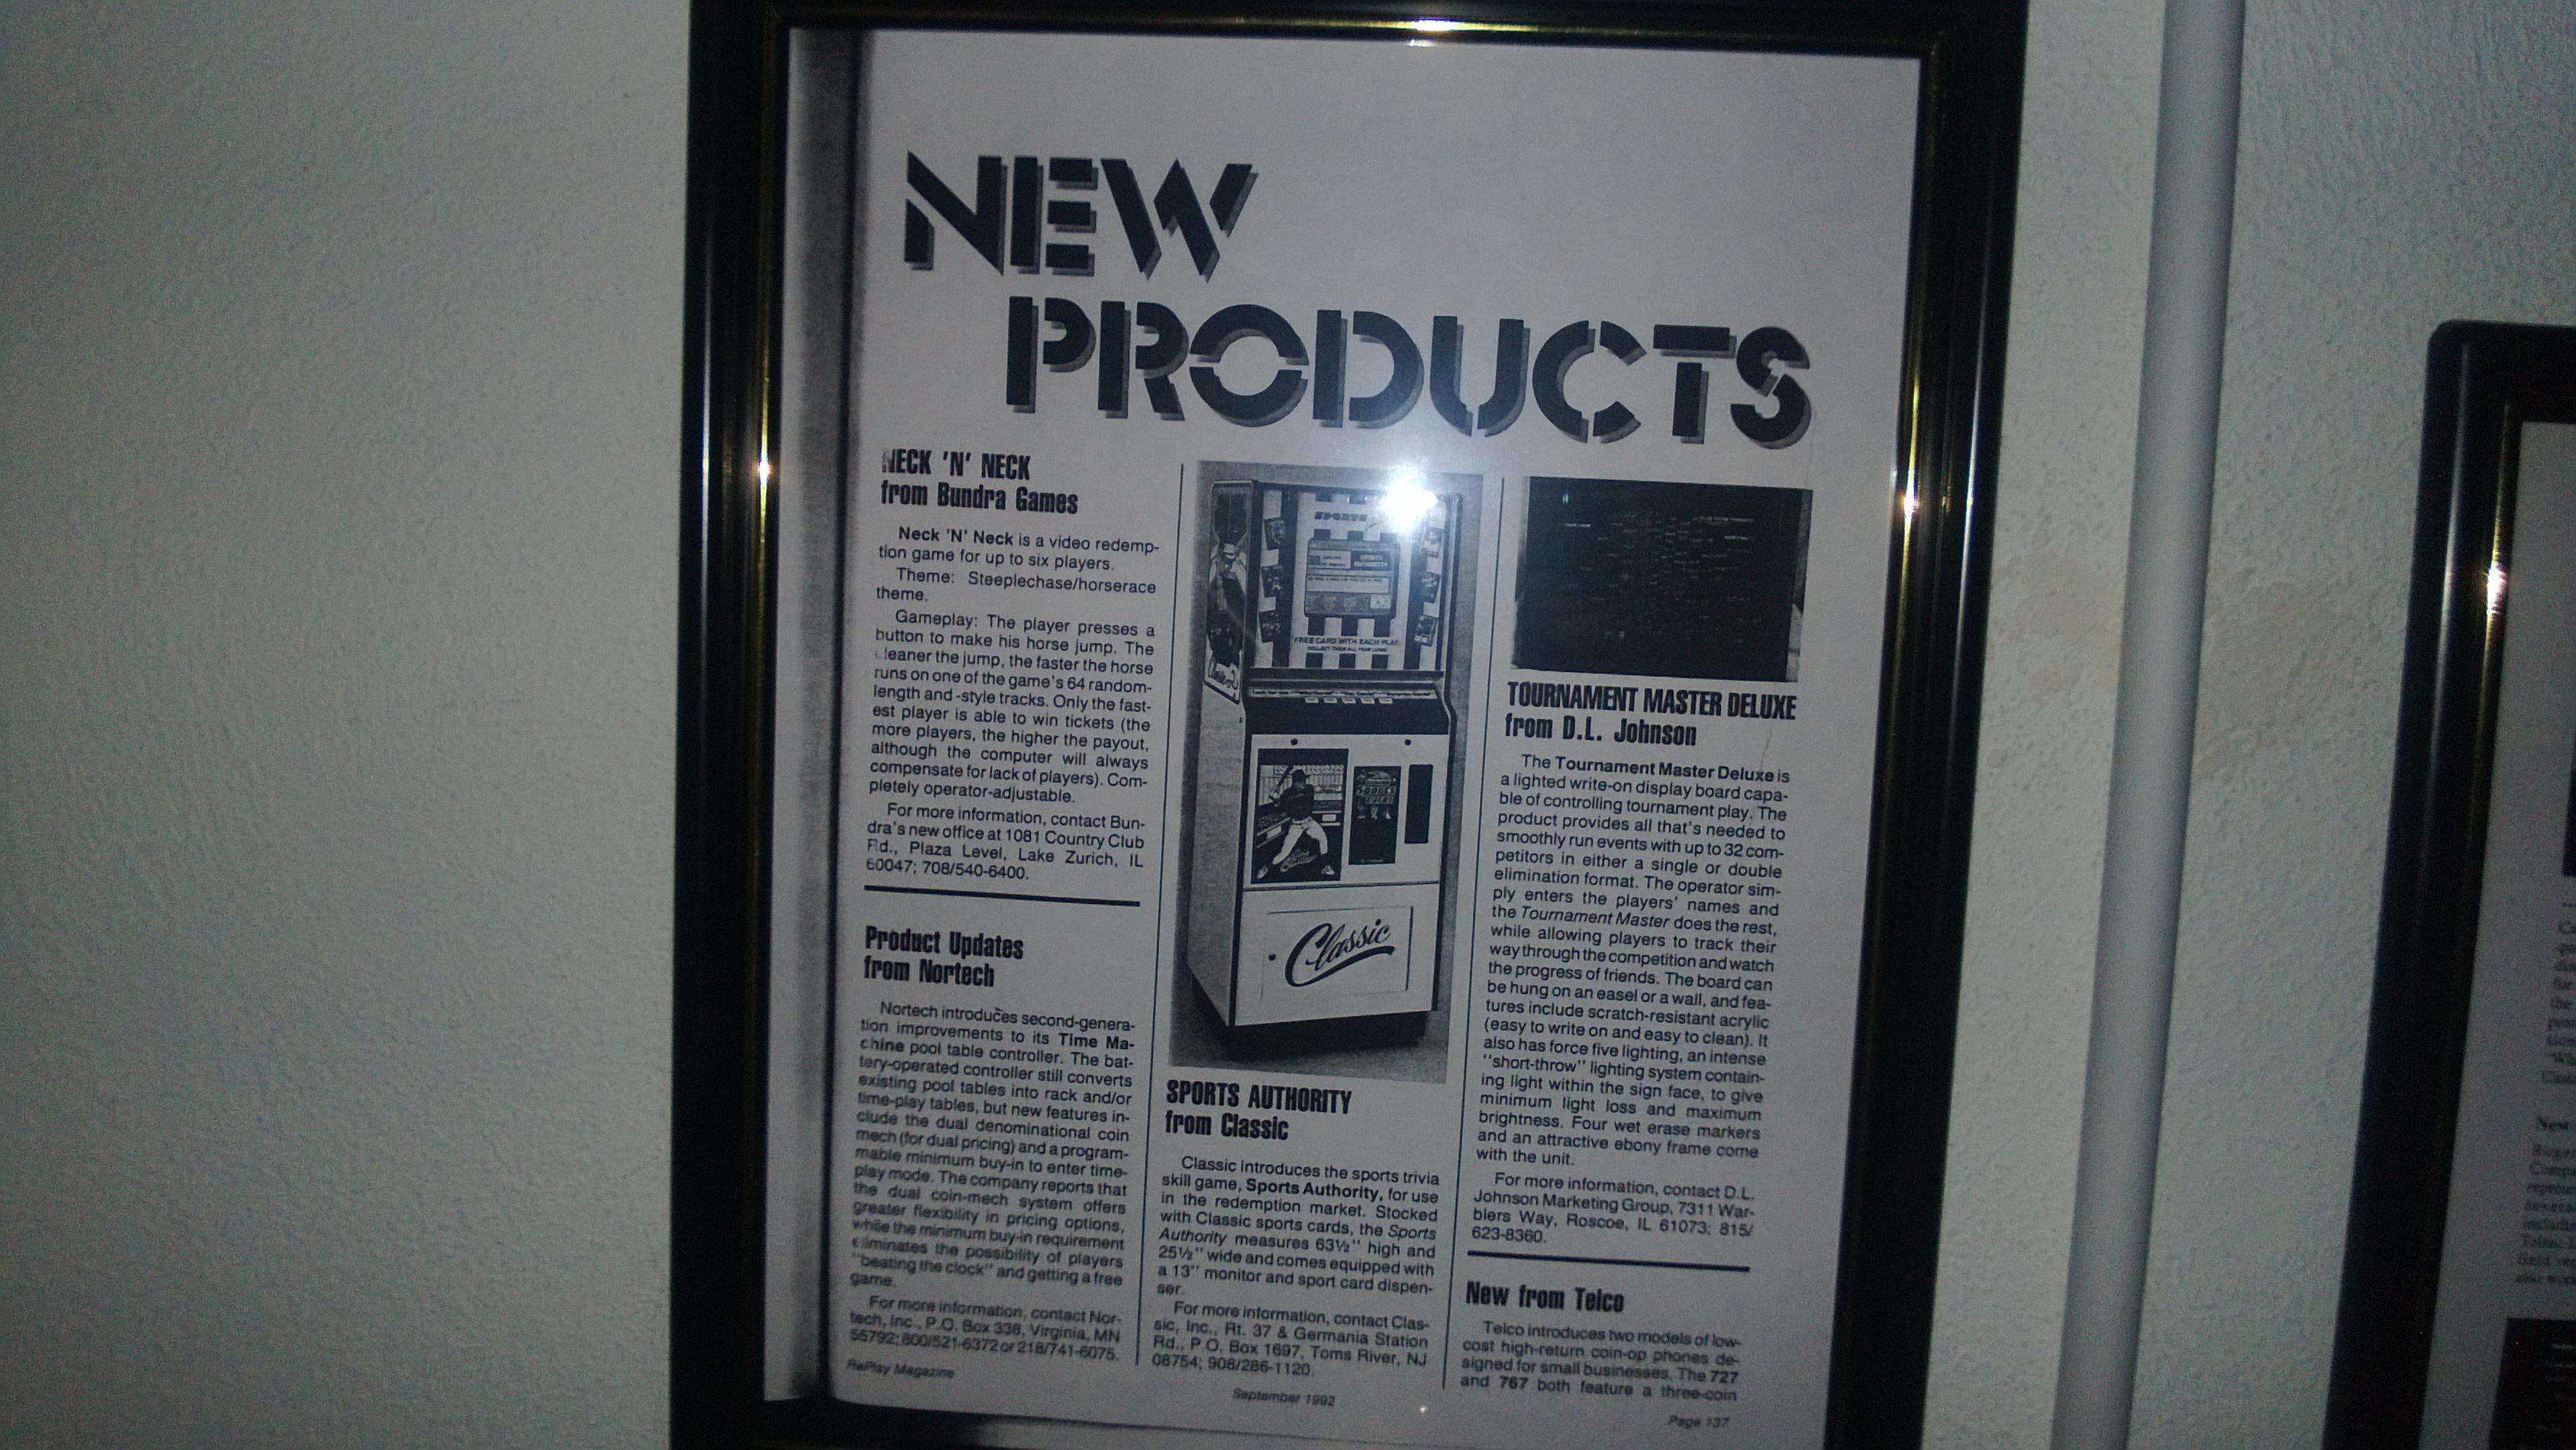 NEW
PRODUCTS
NECK 'N' NECK
from Bundra Games
Neck 'N' Neck is a video redemp-
tion game for up to six players.
Theme: Steeplechase/horserace
theme.
Gameplay: The player presses a
button to make his horse jump. The
cleaner the jump, the faster the horse
runs on one of the game's 64 random-
length and -style tracks. Only the fast-
est player is able to win tickets (the
more players, the higher the payout,
although the computer will always
compensate for lack of players). Com-
pletely operator-adjustable.
For more information, contact Bun-
dra's new office at 1081 Country Club
Rd., Plaza Level, Lake Zurich, IL
60047; 708/540-6400.
Product Updates
from Nortech
Nortech introduces second-genera-
tion improvements to its Time Ma-
chine pool table controller. The bat-
tery-operated controller still converts
existing pool tables into rack and/or
time-play tables, but new features in-
clude the dual denominational coin
mech (for dual pricing) and a program-
mable minimum buy-in to enter time-
play mode. The company reports that
the dual coin-mech system offers
greater flexibility in pricing options,
while the minimum buy-in requirement
eliminates the possibility of players
"beating the clock" and getting a free
game.
For more information, contact Nor-
tech, Inc., P.O. Box 338, Virginia, MN
55792; 800/521-6372 or 218/741-6075.
SPORTS
SPORTS
AUTHORITY
FREE CARD WITH EACH PLAY.
COLLECT THEM ALL YEAR LONG!
Classic
SPORTS AUTHORITY
from Classic
Classic introduces the sports trivia
skill game, Sports Authority, for use
in the redemption market. Stocked
with Classic sports cards, the Sports
Authority measures 63½" high and
25½" wide and comes equipped with
a 13" monitor and sport card dispen-
ser.
For more information, contact Clas-
sic, Inc., Rt. 37 & Germania Station
Rd., P.O. Box 1697, Toms River, NJ
08754; 908/286-1120.
TOURNAMENT MASTER DELUXE
from D.L. Johnson
The Tournament Master Deluxe is
a lighted write-on display board capa-
ble of controlling tournament play. The
product provides all that's needed to
smoothly run events with up to 32 com-
petitors in either a single or double
elimination format. The operator sim-
ply enters the players' names and
the Tournament Master does the rest,
while allowing players to track their
way through the competition and watch
the progress of friends. The board can
be hung on an easel or a wall, and fea-
tures include scratch-resistant acrylic
(easy to write on and easy to clean). It
also has force five lighting, an intense
"short-throw" lighting system contain-
ing light within the sign face, to give
minimum light loss and maximum
brightness. Four wet erase markers
and an attractive ebony frame come
with the unit.
For more information, contact D.L.
Johnson Marketing Group, 7311 War-
blers Way, Roscoe, IL 61073; 815/
623-8360.
New from Telco
Telco introduces two models of low-
cost high-return coin-op phones de-
signed for small businesses. The 727
and 767 both feature a three-coin
RePlay Magazine
September 1992
Page 137